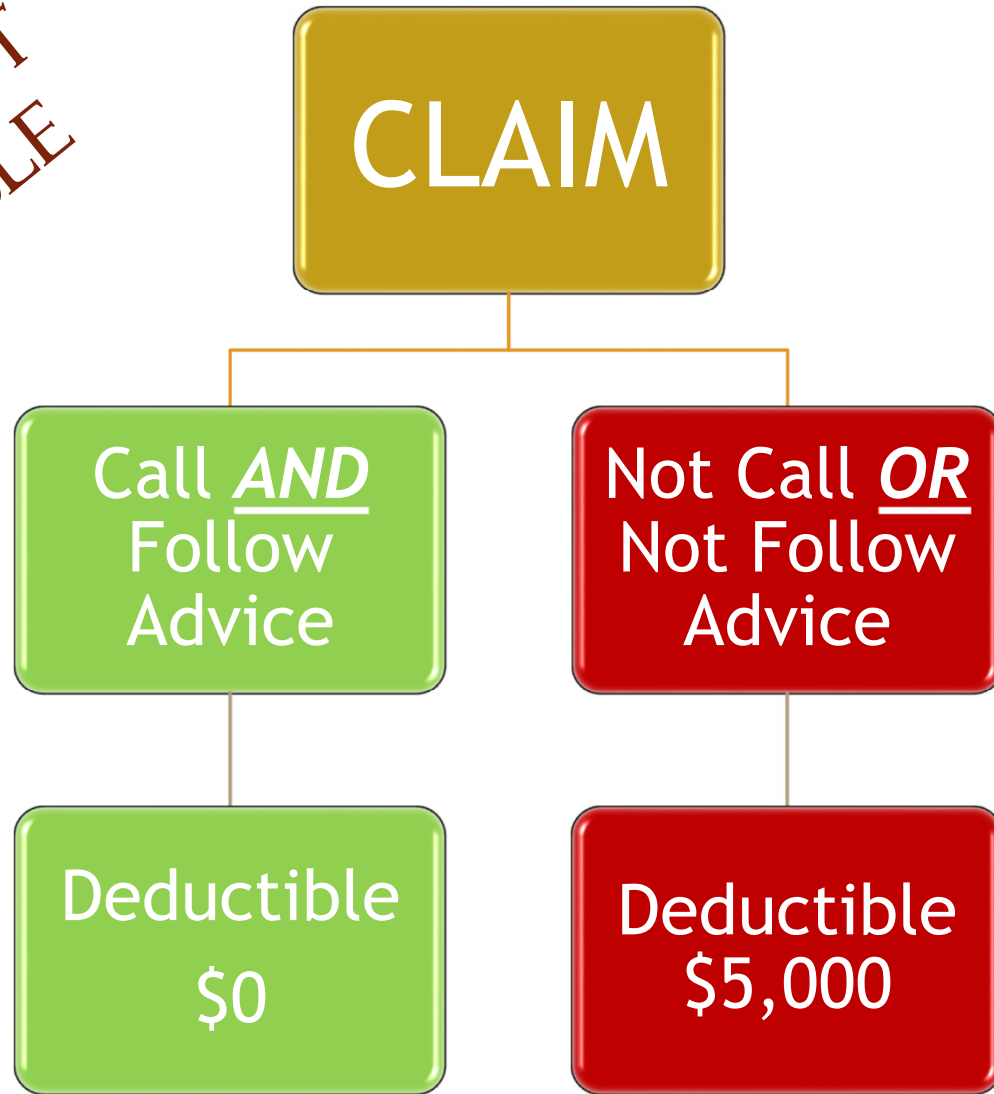 CLAIM
Call AND
Follow
Advice
Not Call OR
Not Follow
Advice
Deductible
$0
Deductible
$5,000